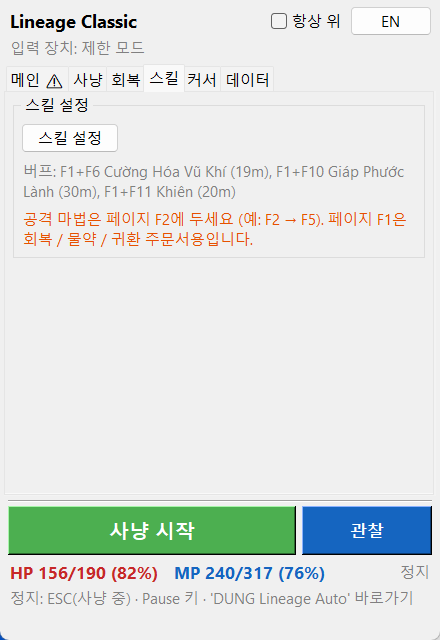 Lineage Classic
항상 위
EN
입력 장치: 제한 모드
메인 ⚠ 사냥 회복 스킬 커서 데이터
스킬 설정
스킬 설정
버프: F1+F6 Cường Hóa Vũ Khí (19m), F1+F10 Giáp Phước
Lành (30m), F1+F11 Khiên (20m)
공격 마법은 페이지 F2에 두세요 (예: F2 → F5). 페이지 F1은
회복 / 물약 / 귀환 주문서용입니다.
사냥 시작
관찰
HP 156/190 (82%) MP 240/317 (76%)
정지
정지: ESC(사냥 중) · Pause 키 · 'DUNG Lineage Auto' 바로가기